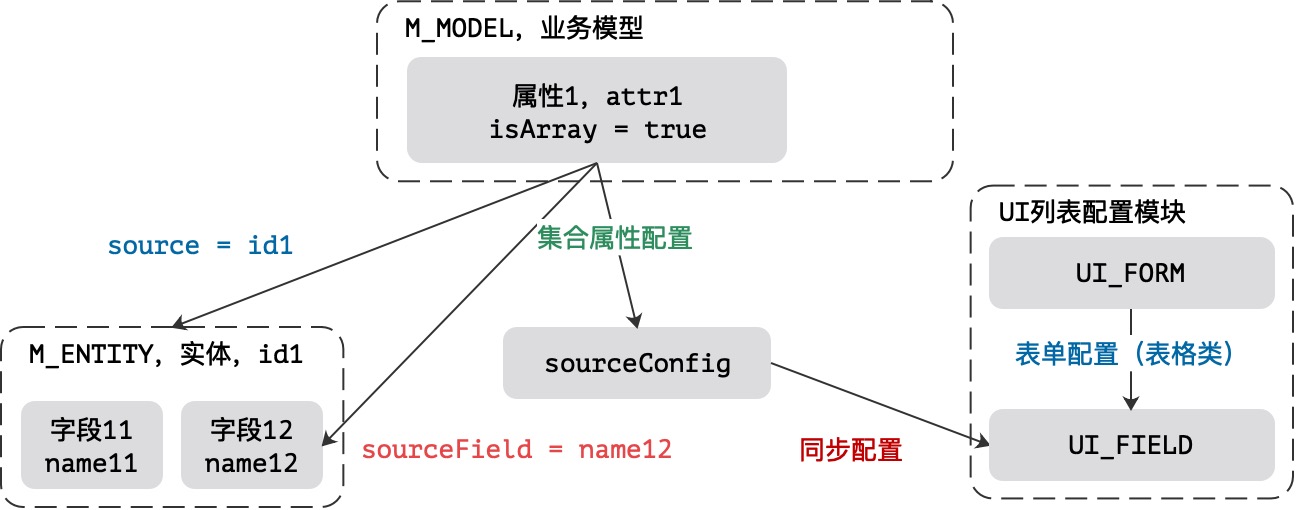 M_MODEL，业务模型
属性1，attr1
isArray = true
source = id1
集合属性配置
UI列表配置模块
UI_FORM
M_ENTITY，实体，id1
sourceConfig
表单配置（表格类）
字段11
name11
字段12
name12
sourceField = name12
同步配置
UI_FIELD